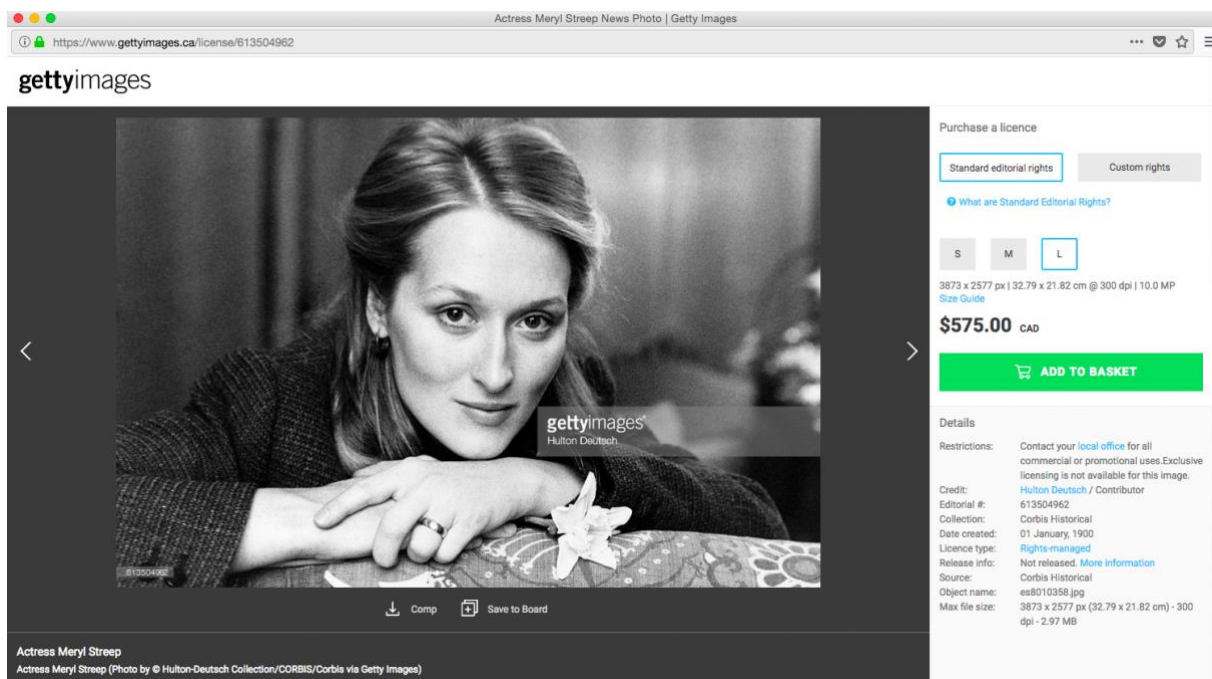 Actress Meryl Streep News Photo | Getty Images
https://www.gettyimages.ca/license/613504962
gettyimages
Purchase a licence
Standard editorial rights
Custom rights
What are Standard Editorial Rights?
S M L
3873 x 2577 px | 32.79 x 21.82 cm @ 300 dpi | 10.0 MP
Size Guide
$575.00 CAD
ADD TO BASKET
gettyimages®
Hulton Deutsch
613504962
Comp
Save to Board
Details
Restrictions: Contact your local office for all
commercial or promotional uses.Exclusive
licensing is not available for this image.
Credit: Hulton Deutsch / Contributor
Editorial #: 613504962
Collection: Corbis Historical
Date created: 01 January, 1900
Licence type: Rights-managed
Release info: Not released. More information
Source: Corbis Historical
Object name: es8010358.jpg
Max file size: 3873 x 2577 px (32.79 x 21.82 cm) - 300
dpi - 2.97 MB
Actress Meryl Streep
Actress Meryl Streep (Photo by © Hulton-Deutsch Collection/CORBIS/Corbis via Getty Images)